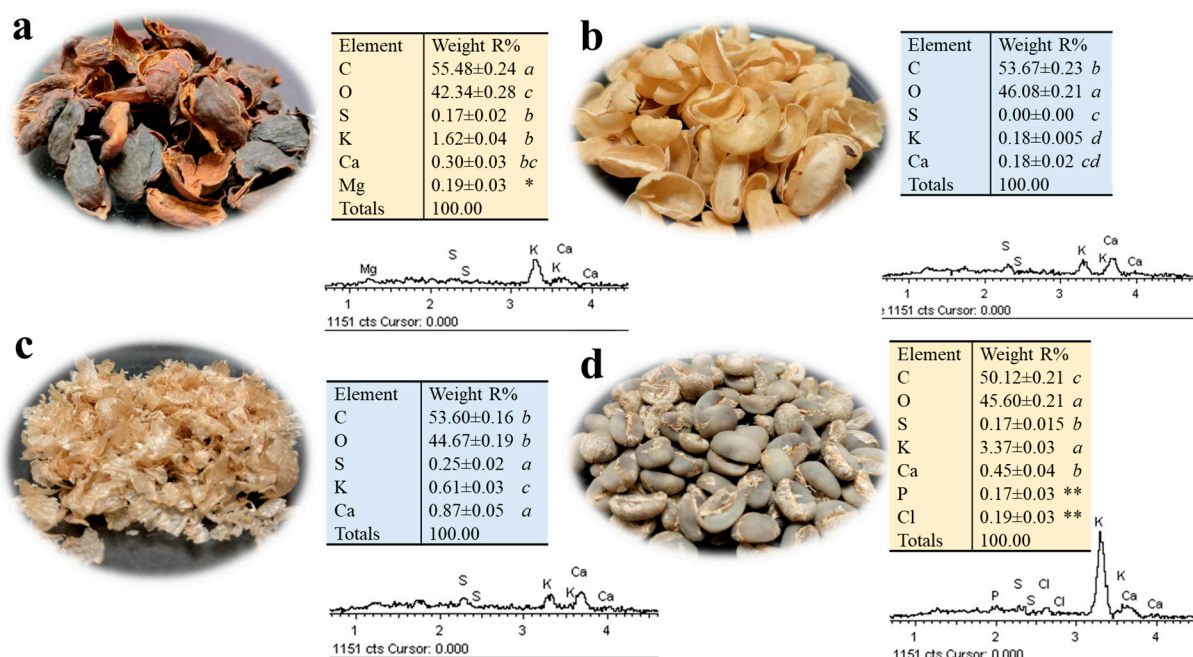 a
Element Weight R%
C 55.48±0.24 a
O 42.34±0.28 c
S 0.17±0.02 b
K 1.62±0.04 b
Ca 0.30±0.03 bc
Mg 0.19±0.03 *
Totals 100.00
Mg S S K K Ca Ca
1 2 3 4
1151 cts Cursor: 0.000
b
Element Weight R%
C 53.67±0.23 b
O 46.08±0.21 a
S 0.00±0.00 c
K 0.18±0.005 d
Ca 0.18±0.02 cd
Totals 100.00
S S K K Ca Ca
1 2 3 4
e 1151 cts Cursor: 0.000
c
Element Weight R%
C 53.60±0.16 b
O 44.67±0.19 b
S 0.25±0.02 a
K 0.61±0.03 c
Ca 0.87±0.05 a
Totals 100.00
S S K K Ca Ca
1 2 3 4
1151 cts Cursor: 0.000
d
Element Weight R%
C 50.12±0.21 c
O 45.60±0.21 a
S 0.17±0.015 b
K 3.37±0.03 a
Ca 0.45±0.04 b
P 0.17±0.03 **
Cl 0.19±0.03 **
Totals 100.00
P S S Cl Cl K K Ca Ca
2 3 4
1151 cts Cursor: 0.000